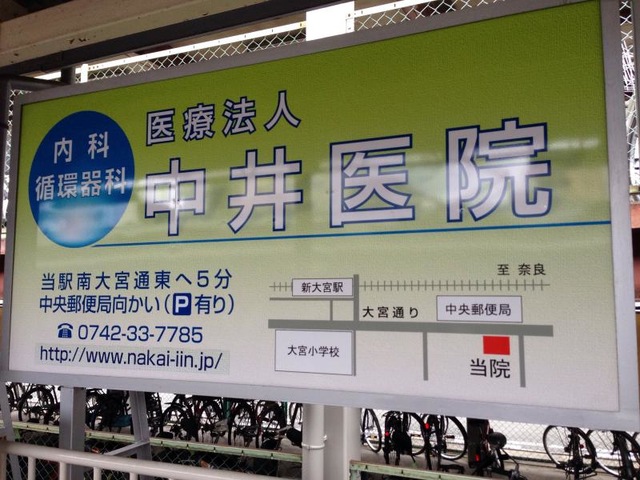 内科
循環器科
医療法人
中井医院
当駅南大宮通東へ5分
中央郵便局向かい(P有り)
☎0742-33-7785
http://www.nakai-iin.jp/
至 奈良
新大宮駅
大宮通り
中央郵便局
大宮小学校
当院